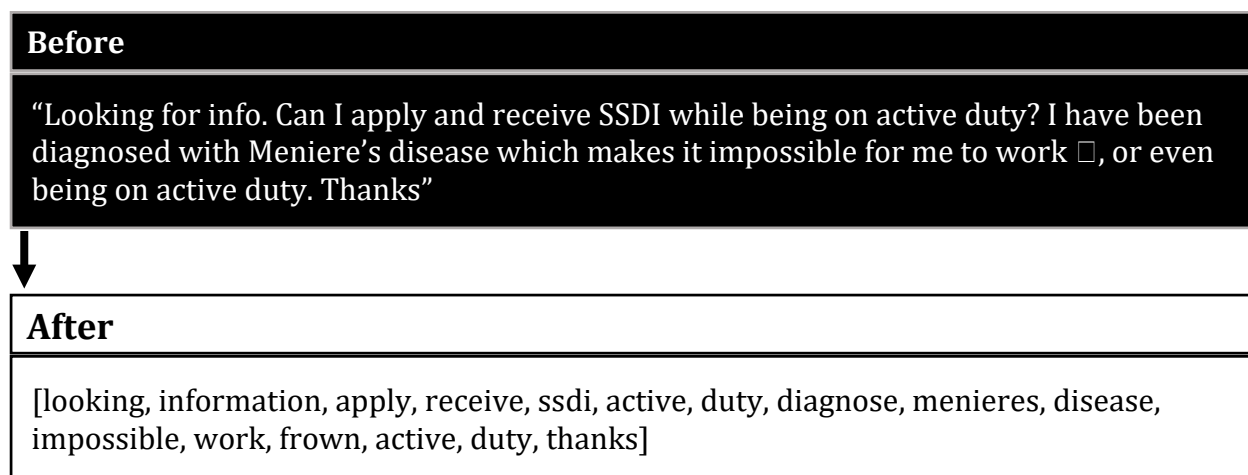 Before
“Looking for info. Can I apply and receive SSDI while being on active duty? I have been
diagnosed with Meniere’s disease which makes it impossible for me to work □, or even
being on active duty. Thanks”
After
[looking, information, apply, receive, ssdi, active, duty, diagnose, menieres, disease,
impossible, work, frown, active, duty, thanks]